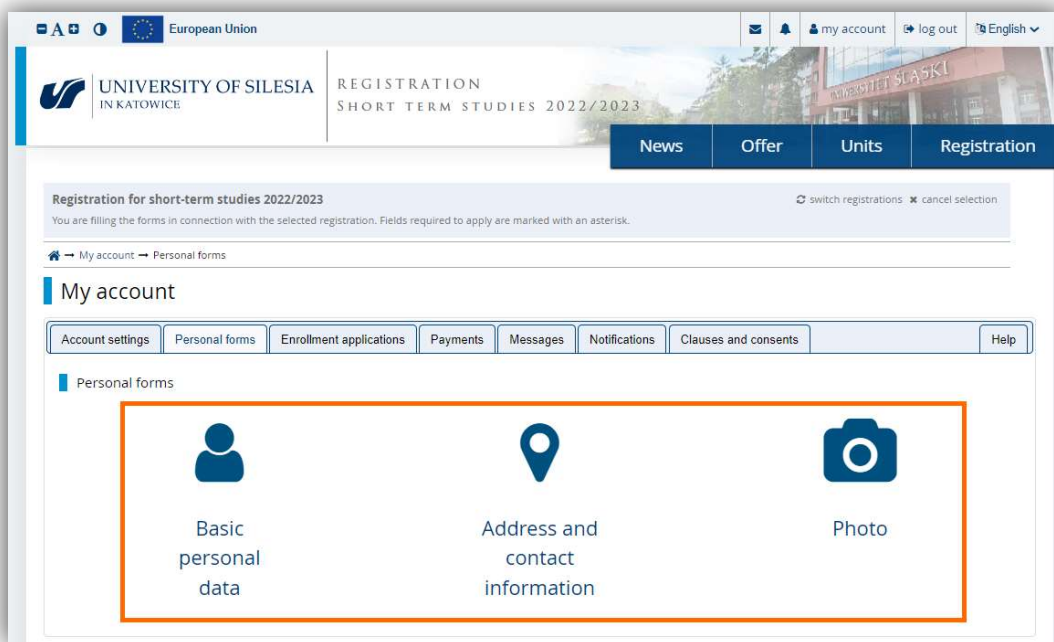 A
European Union
my account
log out
English
UNIVERSITY OF SILESIA
IN KATOWICE
REGISTRATION
SHORT TERM STUDIES 2022/2023
UNIWERSYTET ŚLĄSKI
News
Offer
Units
Registration
Registration for short-term studies 2022/2023
switch registrations
cancel selection
You are filling the forms in connection with the selected registration. Fields required to apply are marked with an asterisk.
→ My account → Personal forms
My account
Account settings
Personal forms
Enrollment applications
Payments
Messages
Notifications
Clauses and consents
Help
Personal forms
Basic
personal
data
Address and
contact
information
Photo